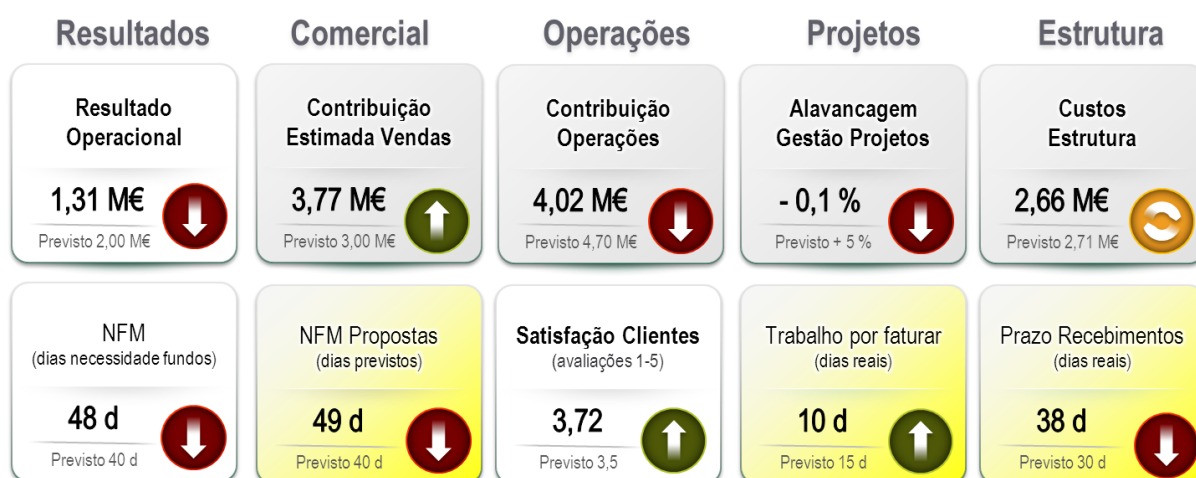 Resultados
Comercial
Operações
Projetos
Estrutura
Resultado
Operacional
1,31 M€
Previsto 2,00 M€
Contribuição
Estimada Vendas
3,77 M€
Previsto 3,00 M€
Contribuição
Operações
4,02 M€
Previsto 4,70 M€
Alavancagem
Gestão Projetos
- 0,1 %
Previsto + 5 %
Custos
Estrutura
2,66 M€
Previsto 2,71 M€
NFM
(dias necessidade fundos)
48 d
Previsto 40 d
NFM Propostas
(dias previstos)
49 d
Previsto 40 d
Satisfação Clientes
(avaliações 1-5)
3,72
Previsto 3,5
Trabalho por faturar
(dias reais)
10 d
Previsto 15 d
Prazo Recebimentos
(dias reais)
38 d
Previsto 30 d